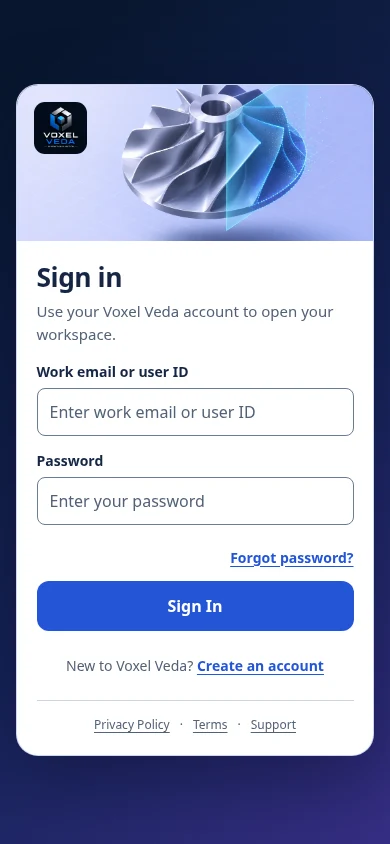 VOXEL
VEDA
Sign in
Use your Voxel Veda account to open your
workspace.
Work email or user ID
Enter work email or user ID
Password
Enter your password
Forgot password?
Sign In
New to Voxel Veda? Create an account
Privacy Policy · Terms · Support